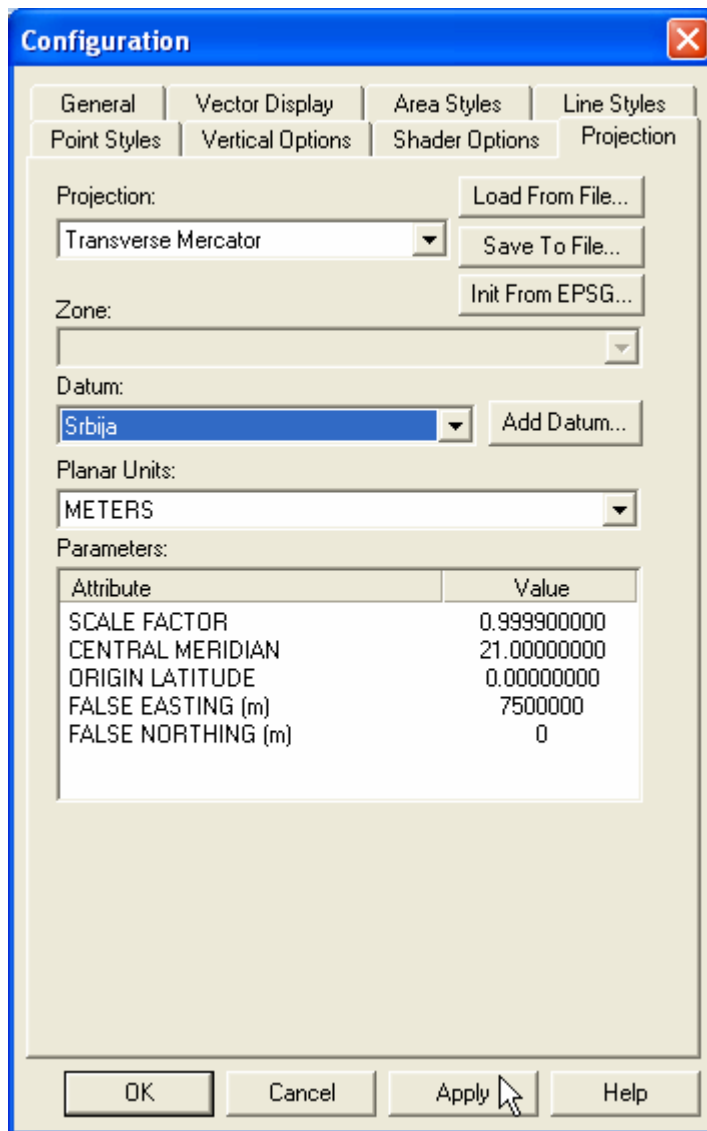 Configuration
General Vector Display Area Styles Line Styles
Point Styles Vertical Options Shader Options Projection
Projection:
Load From File...
Transverse Mercator
Save To File...
Init From EPSG...
Zone:
Datum:
Srbija
Add Datum...
Planar Units:
METERS
Parameters:
Attribute Value
SCALE FACTOR 0.999900000
CENTRAL MERIDIAN 21.00000000
ORIGIN LATITUDE 0.00000000
FALSE EASTING (m) 7500000
FALSE NORTHING (m) 0
OK Cancel Apply Help